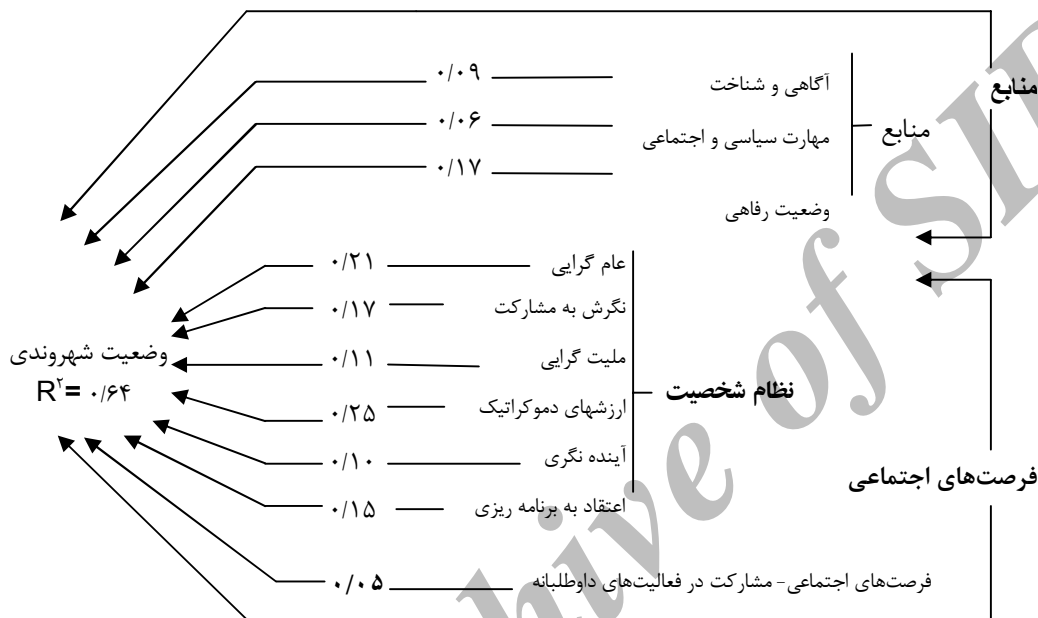 منابع
۰/۰۹
آگاهی و شناخت
منابع
۰/۰۶
مهارت سیاسی و اجتماعی
۰/۱۷
وضعیت رفاهی
عام گرایی
۰/۲۱
نگرش به مشارکت
۰/۱۷
ملیت گرایی
۰/۱۱
وضعیت شهروندی
R۲= ۰/۶۴
نظام شخصیت
ارزشهای دموکراتیک
۰/۲۵
آینده نگری
۰/۱۰
فرصت‌های اجتماعی
اعتقاد به برنامه ریزی
۰/۱۵
فرصت‌های اجتماعی- مشارکت در فعالیت‌های داوطلبانه
۰/۰۵
hive of SI